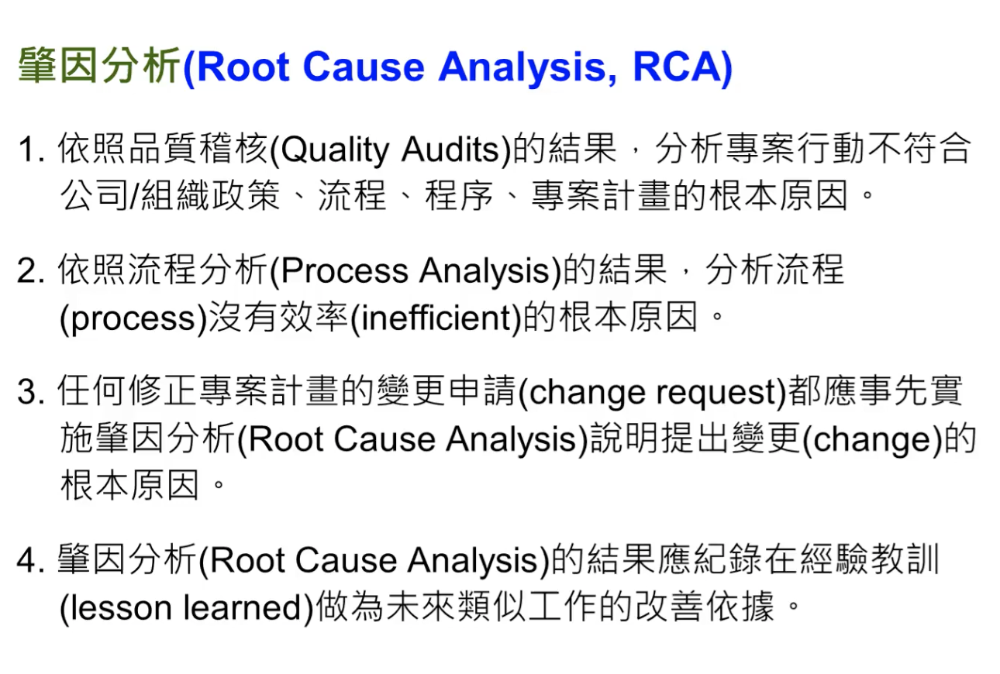 肇因分析(Root Cause Analysis, RCA)
1. 依照品質稽核(Quality Audits)的結果，分析專案行動不符合
公司/組織政策、流程、程序、專案計畫的根本原因。
2. 依照流程分析(Process Analysis)的結果，分析流程
(process)沒有效率(inefficient)的根本原因。
3. 任何修正專案計畫的變更申請(change request)都應事先實
施肇因分析(Root Cause Analysis)說明提出變更(change)的
根本原因。
4. 肇因分析(Root Cause Analysis)的結果應紀錄在經驗教訓
(lesson learned)做為未來類似工作的改善依據。